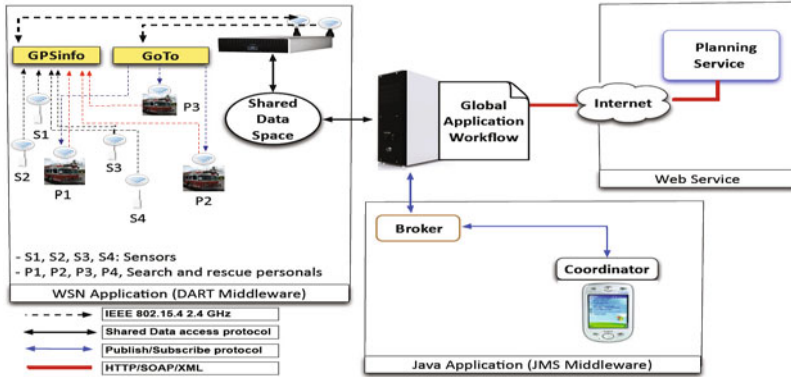 GPSinfo
GoTo
P3
S1
S2
P1
S3
S4
P2
Shared
Data
Space
Global
Application
Workflow
Internet
Planning
Service
Web Service
Broker
Coordinator
- S1, S2, S3, S4: Sensors
- P1, P2, P3, P4, Search and rescue personals
WSN Application (DART Middleware)
Java Application (JMS Middleware)
IEEE 802.15.4 2.4 GHz
Shared Data access protocol
Publish/Subscribe protocol
HTTP/SOAP/XML